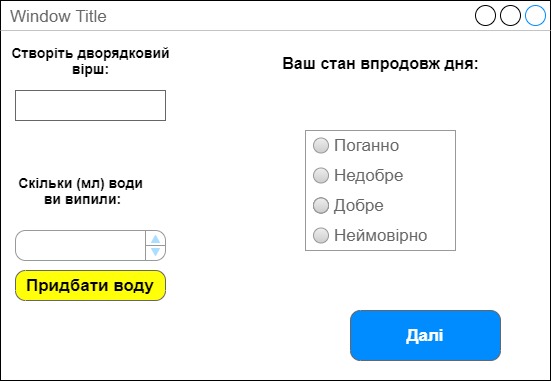 Window Title
Створіть дворядковий
вірш:
Ваш стан впродовж дня:
Поганно
Недобре
Добре
Неймовірно
Скільки (мл) води
ви випили:
Придбати воду
Далі